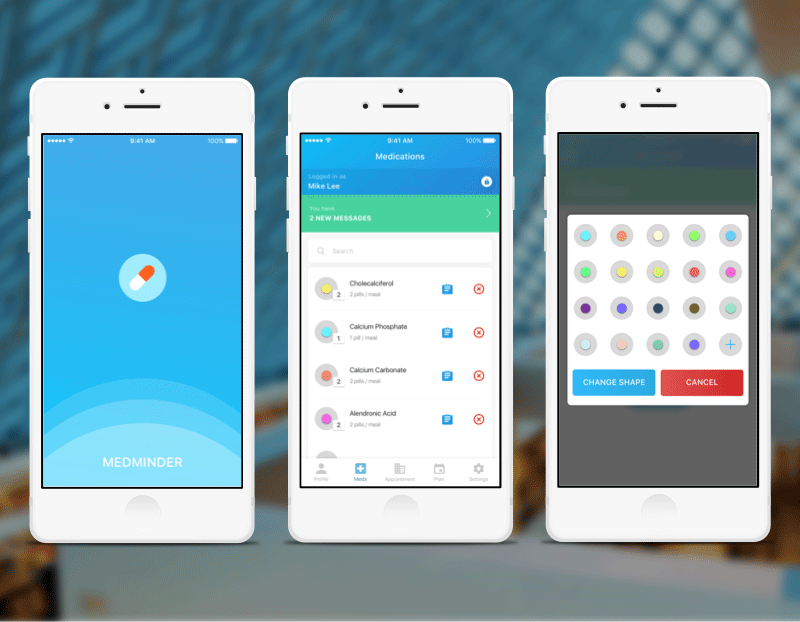 9:41 AM 100%
MEDMINDER
9:41 AM 100%
Medications
Logged in as
Mike Lee
You have
2 NEW MESSAGES
Search
Cholecalciferol
2
2 pills / meal
Calcium Phosphate
1
1 pill / meal
Calcium Carbonate
2
2 pills / meal
Alendronic Acid
2
2 pills / meal
Profile Meds Appointment Plan Settings
CHANGE SHAPE CANCEL